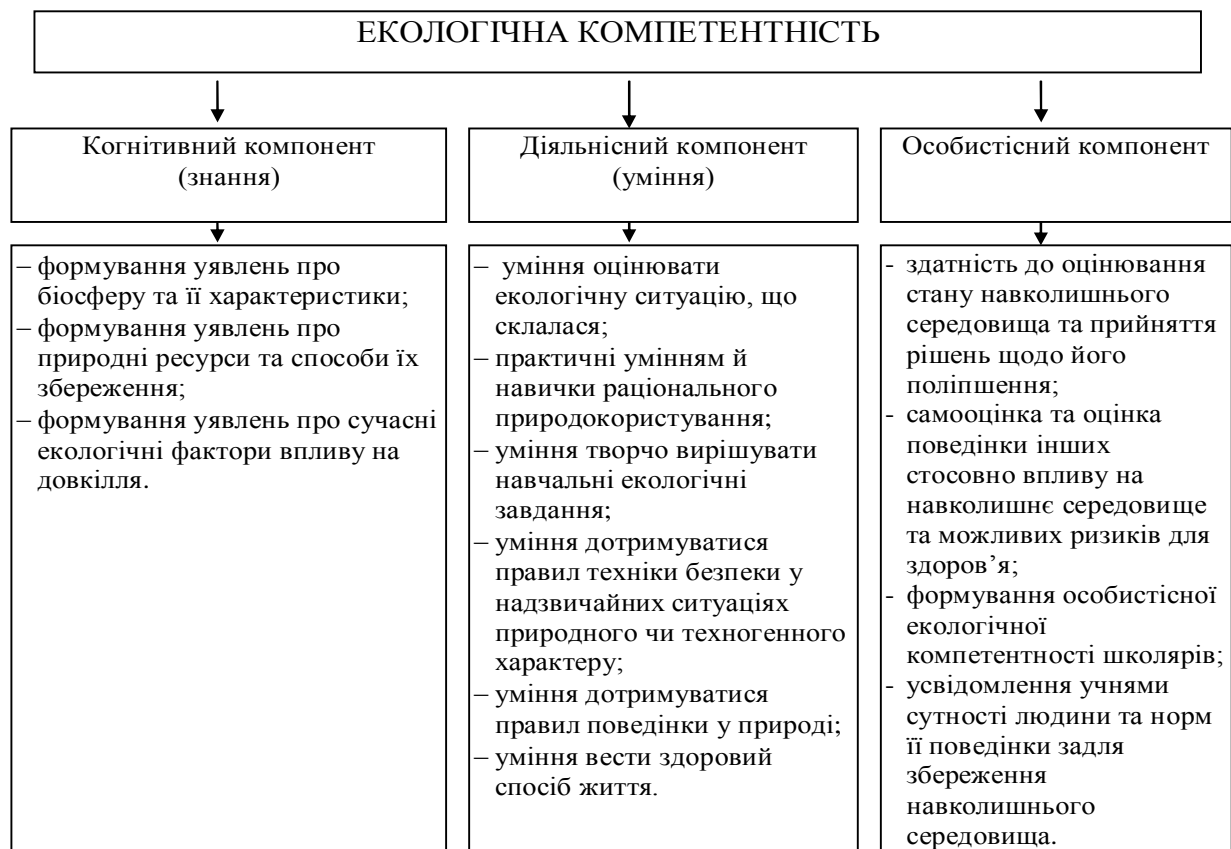 ЕКОЛОГІЧНА КОМПЕТЕНТНІСТЬ
Когнітивний компонент
(знання)
Діяльнісний компонент
(уміння)
Особистісний компонент
– формування уявлень про
біосферу та її характеристики;
– формування уявлень про
природні ресурси та способи їх
збереження;
– формування уявлень про сучасні
екологічні фактори впливу на
довкілля.
– уміння оцінювати
екологічну ситуацію, що
склалася;
– практичні умінням й
навички раціонального
природокористування;
– уміння творчо вирішувати
навчальні екологічні
завдання;
– уміння дотримуватися
правил техніки безпеки у
надзвичайних ситуаціях
природного чи техногенного
характеру;
– уміння дотримуватися
правил поведінки у природі;
– уміння вести здоровий
спосіб життя.
- здатність до оцінювання
стану навколишнього
середовища та прийняття
рішень щодо його
поліпшення;
- самооцінка та оцінка
поведінки інших
стосовно впливу на
навколишнє середовище
та можливих ризиків для
здоров’я;
- формування особистісної
екологічної
компетентності школярів;
- усвідомлення учнями
сутності людини та норм
її поведінки задля
збереження
навколишнього
середовища.